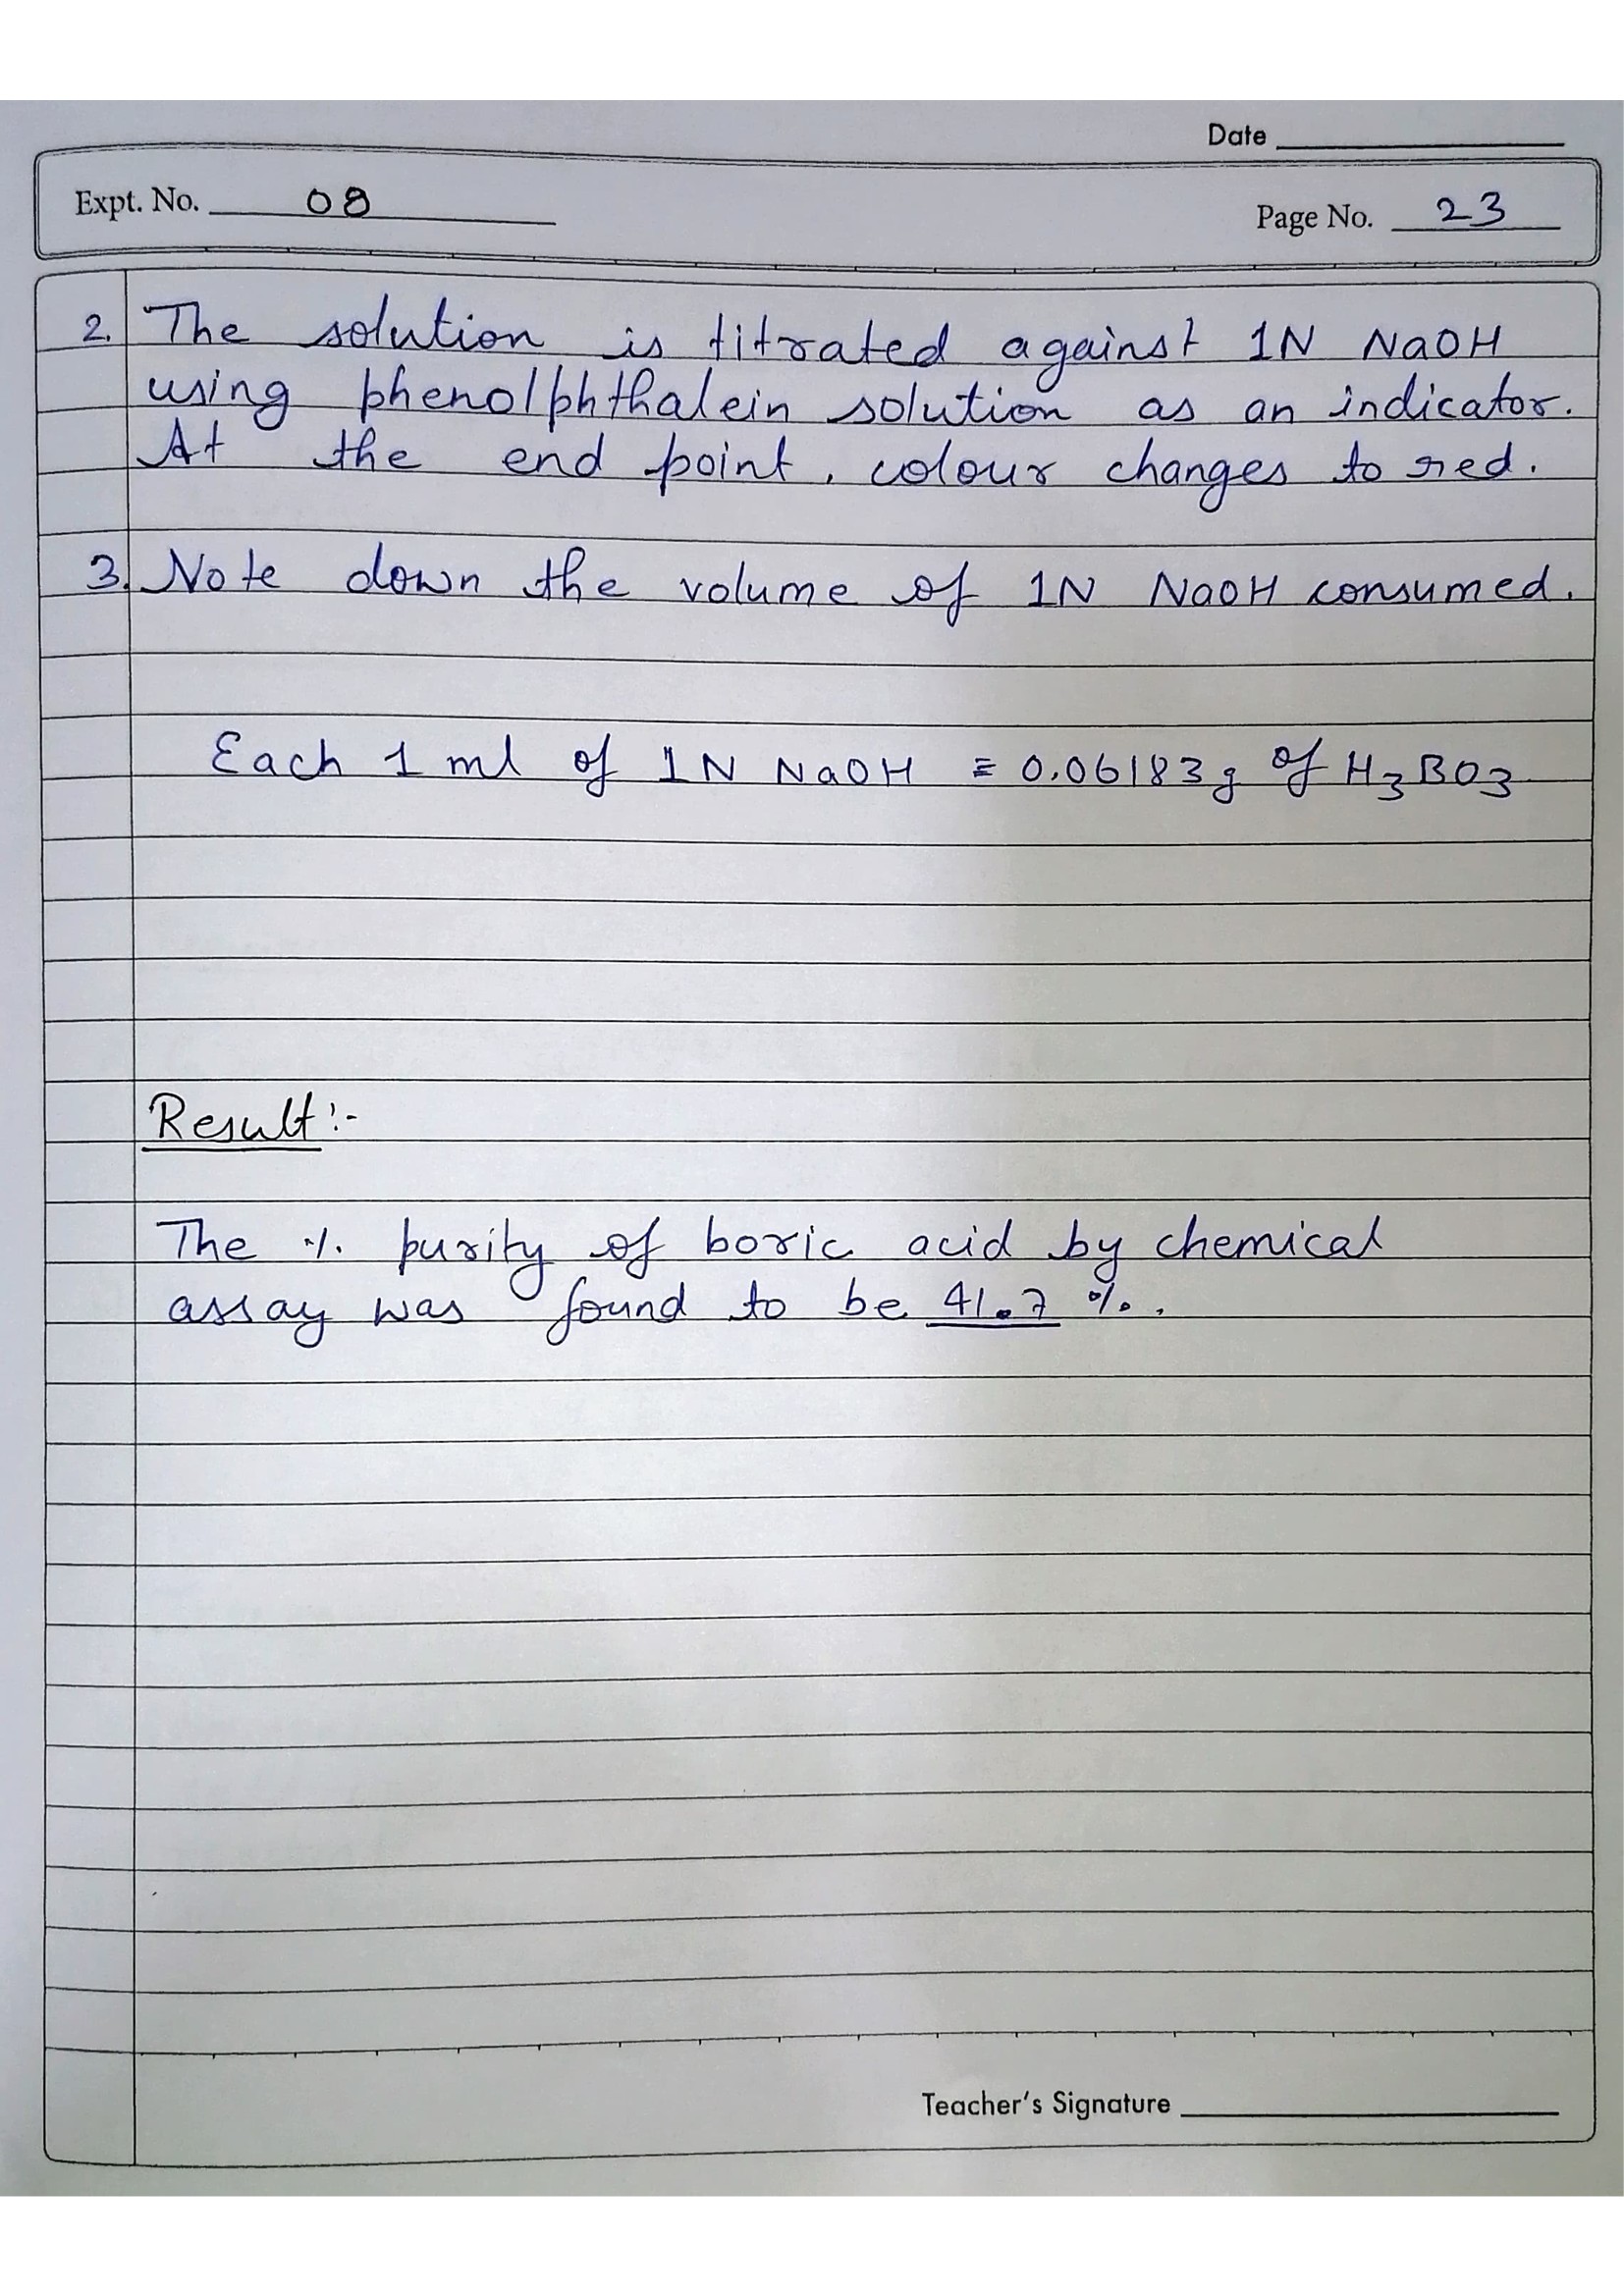 Date
Expt. No. 08
Page No. 23
2. The solution is titrated against 1N NaOH
using phenolphthalein solution as an indicator.
At the end point, colour changes to red.
3. Note down the volume of 1N NaOH consumed.
Each 1 ml of 1N NaOH ≡ 0.06183g of H3BO3
Result:-
The % purity of boric acid by chemical
assay was found to be 41.7 %.
Teacher's Signature